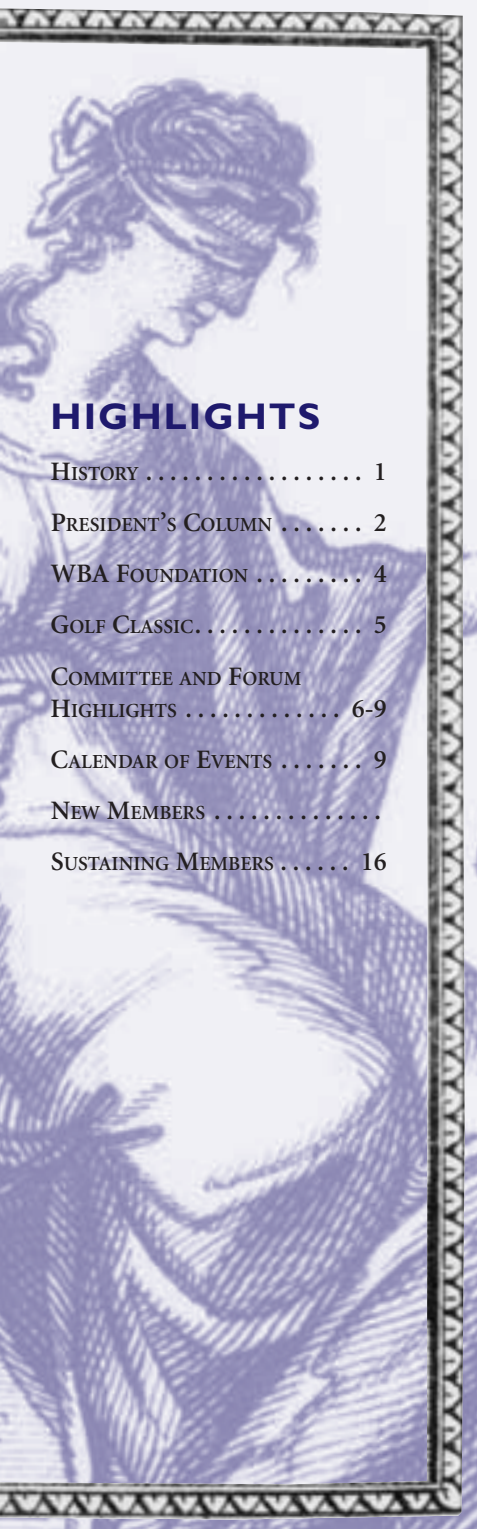 HIGHLIGHTS
HISTORY .................. 1
PRESIDENT'S COLUMN ....... 2
WBA FOUNDATION ......... 4
GOLF CLASSIC.............. 5
COMMITTEE AND FORUM
HIGHLIGHTS ............. 6-9
CALENDAR OF EVENTS ....... 9
NEW MEMBERS ..............
SUSTAINING MEMBERS ...... 16